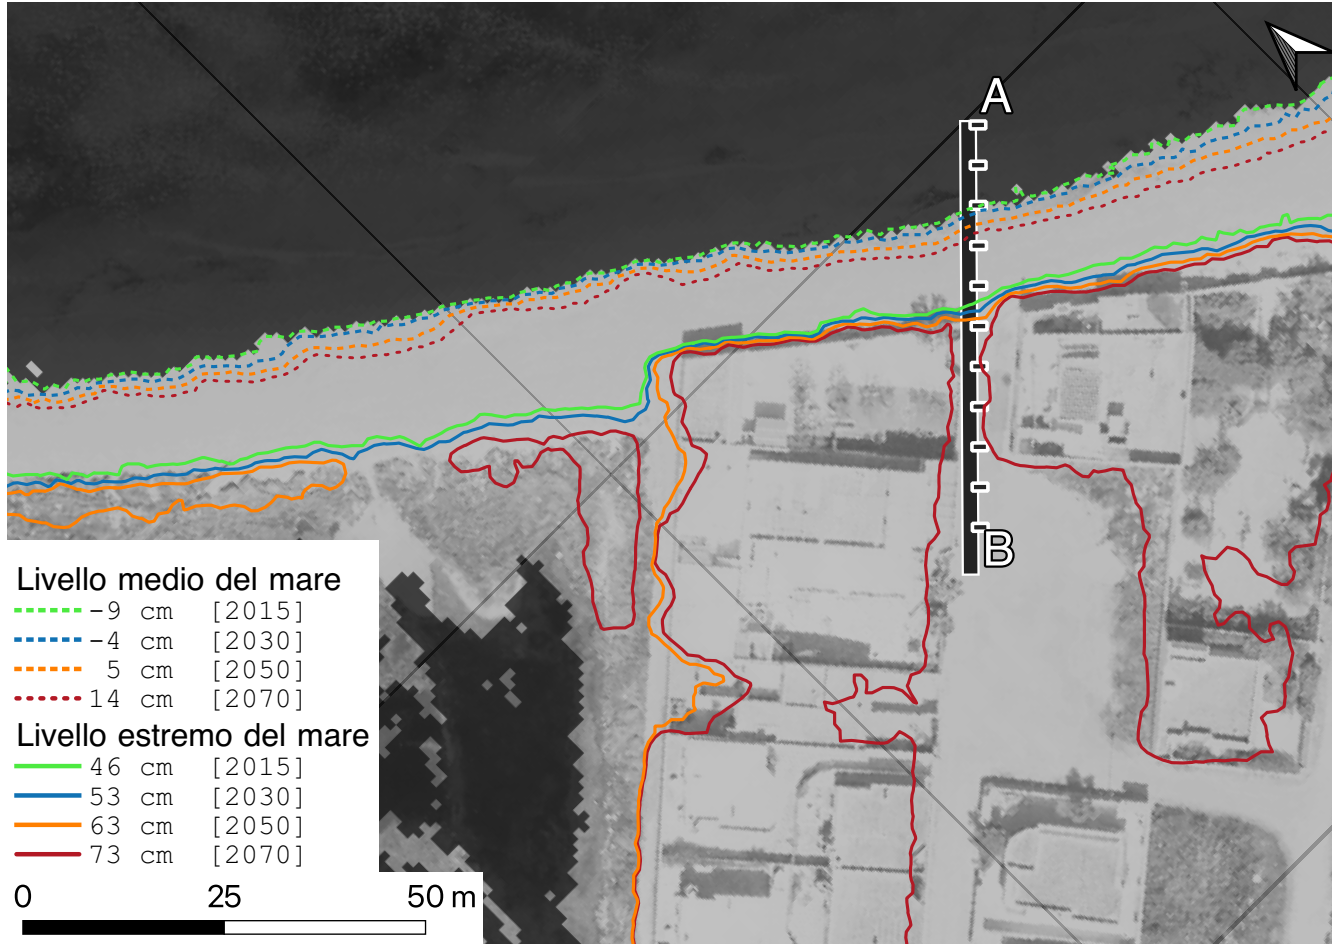 A
B
Livello medio del mare
-9 cm [2015]
-4 cm [2030]
5 cm [2050]
14 cm [2070]
Livello estremo del mare
46 cm [2015]
53 cm [2030]
63 cm [2050]
73 cm [2070]
0 25 50 m